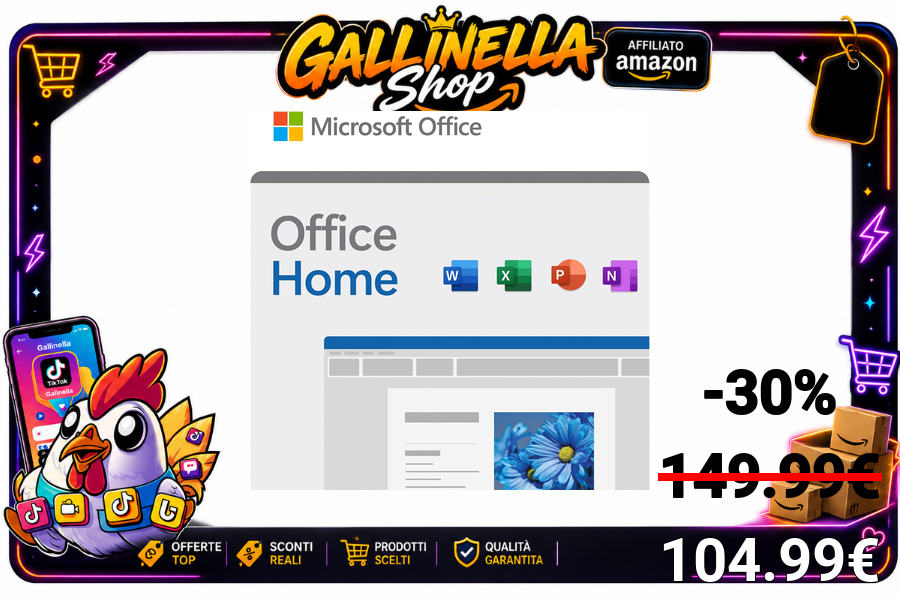 GALLINELLA
Shop
AFFILIATO
amazon
Microsoft Office
Office
Home
W X P N
Gallinella
TikTok
Gallinella
-30%
149.99€
104.99€
OFFERTE
TOP
SCONTI
REALI
PRODOTTI
SCELTI
QUALITÀ
GARANTITA